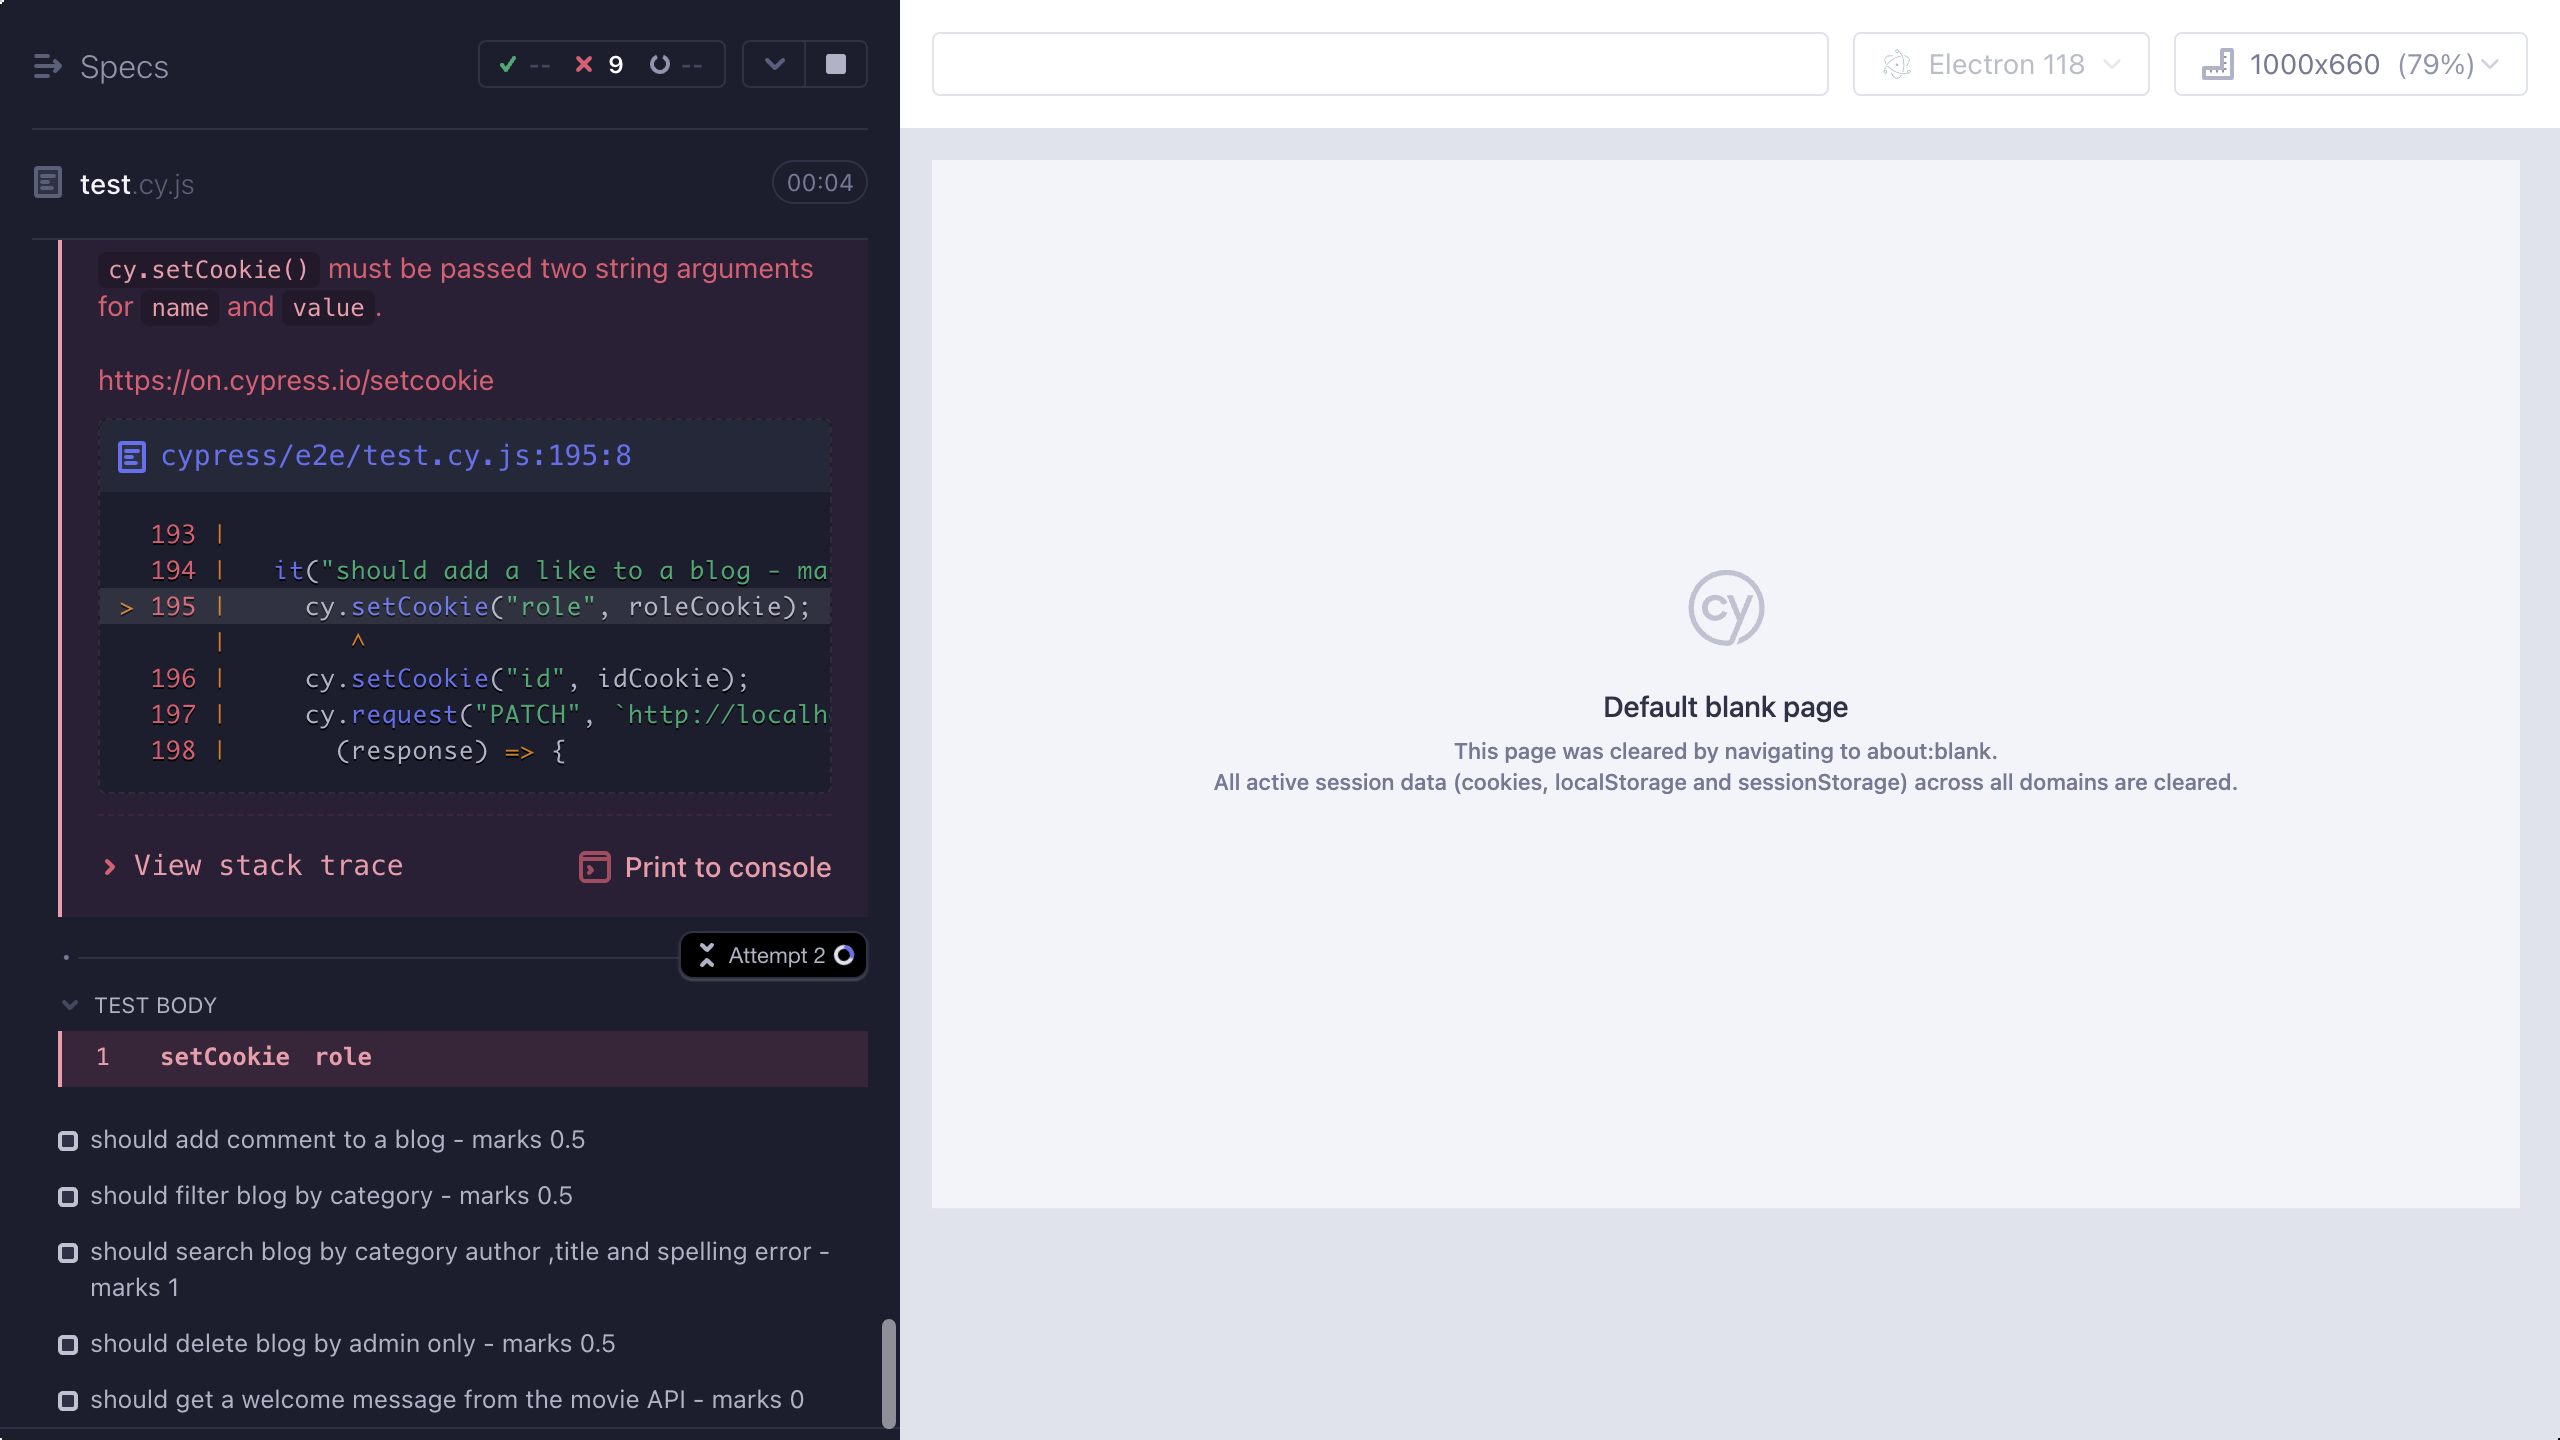 Specs
-- 9 --
test.cy.js
00:04
cy.setCookie() must be passed two string arguments
for name and value.
https://on.cypress.io/setcookie
cypress/e2e/test.cy.js:195:8
193 |
194 | it("should add a like to a blog - ma
> 195 | cy.setCookie("role", roleCookie);
| ^
196 | cy.setCookie("id", idCookie);
197 | cy.request("PATCH", `http://localh
198 | (response) => {
View stack trace
Print to console
Attempt 2
TEST BODY
1 setCookie role
should add comment to a blog - marks 0.5
should filter blog by category - marks 0.5
should search blog by category author ,title and spelling error -
marks 1
should delete blog by admin only - marks 0.5
should get a welcome message from the movie API - marks 0
Electron 118
1000x660 (79%)
cy
Default blank page
This page was cleared by navigating to about:blank.
All active session data (cookies, localStorage and sessionStorage) across all domains are cleared.